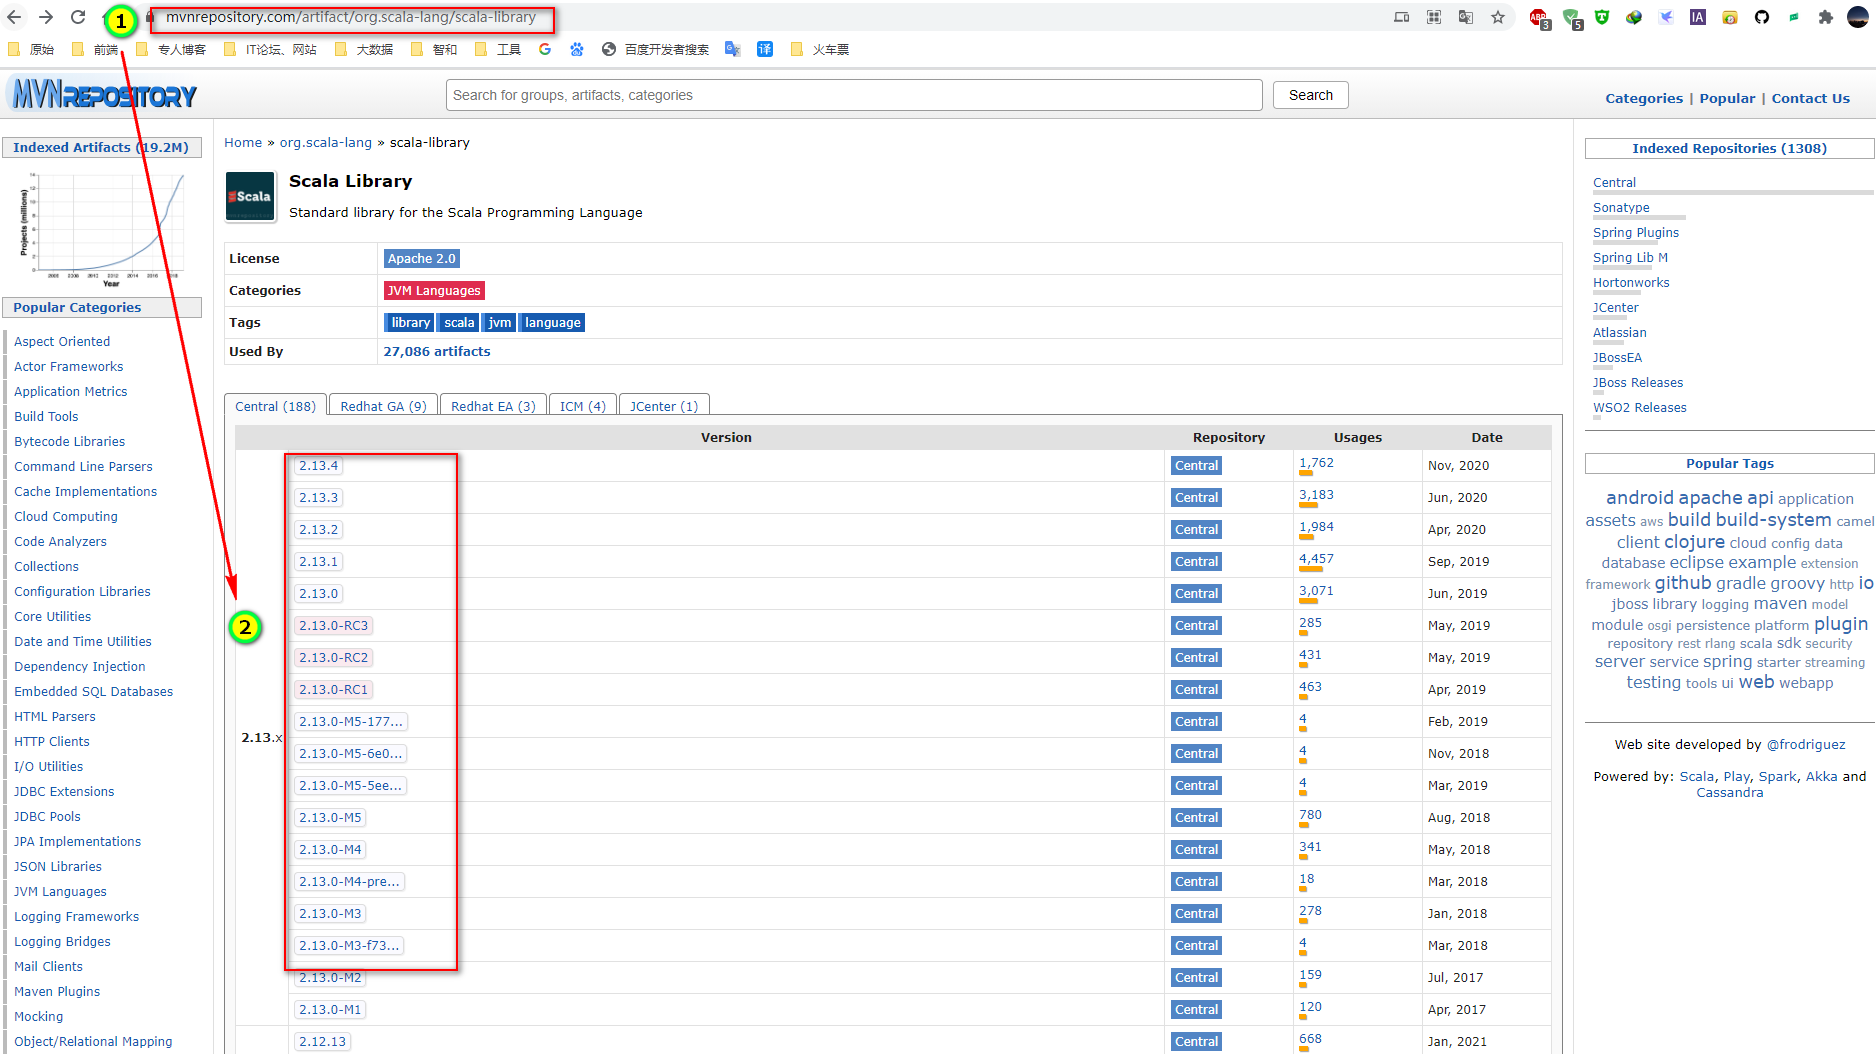 1
mvnrepository.com/artifact/org.scala-lang/scala-library
ABP 3 5 IA
原始 前端 专人博客 IT论坛、网站 大数据 智和 工具 百度开发者搜索 译 火车票
MVNREPOSITORY
Search for groups, artifacts, categories
Search
Categories | Popular | Contact Us
Indexed Artifacts (19.2M)
Projects (millions)
14
12
10
8
6
4
2
0
2006 2008 2010 2012 2014 2016 2018
Year
Popular Categories
Aspect Oriented
Actor Frameworks
Application Metrics
Build Tools
Bytecode Libraries
Command Line Parsers
Cache Implementations
Cloud Computing
Code Analyzers
Collections
Configuration Libraries
Core Utilities
Date and Time Utilities
Dependency Injection
Embedded SQL Databases
HTML Parsers
HTTP Clients
I/O Utilities
JDBC Extensions
JDBC Pools
JPA Implementations
JSON Libraries
JVM Languages
Logging Frameworks
Logging Bridges
Mail Clients
Maven Plugins
Mocking
Object/Relational Mapping
Home » org.scala-lang » scala-library
Scala
Scala Library
Standard library for the Scala Programming Language
License Apache 2.0
Categories JVM Languages
Tags library scala jvm language
Used By 27,086 artifacts
Central (188) Redhat GA (9) Redhat EA (3) ICM (4) JCenter (1)
Version Repository Usages Date
2
2.13.x
2.13.4 Central 1,762 Nov, 2020
2.13.3 Central 3,183 Jun, 2020
2.13.2 Central 1,984 Apr, 2020
2.13.1 Central 4,457 Sep, 2019
2.13.0 Central 3,071 Jun, 2019
2.13.0-RC3 Central 285 May, 2019
2.13.0-RC2 Central 431 May, 2019
2.13.0-RC1 Central 463 Apr, 2019
2.13.0-M5-177... Central 4 Feb, 2019
2.13.0-M5-6e0... Central 4 Nov, 2018
2.13.0-M5-5ee... Central 4 Mar, 2019
2.13.0-M5 Central 780 Aug, 2018
2.13.0-M4 Central 341 May, 2018
2.13.0-M4-pre... Central 18 Mar, 2018
2.13.0-M3 Central 278 Jan, 2018
2.13.0-M3-f73... Central 4 Mar, 2018
2.13.0-M2 Central 159 Jul, 2017
2.13.0-M1 Central 120 Apr, 2017
2.12.13 Central 668 Jan, 2021
Indexed Repositories (1308)
Central
Sonatype
Spring Plugins
Spring Lib M
Hortonworks
JCenter
Atlassian
JBossEA
JBoss Releases
WSO2 Releases
Popular Tags
android apache api application
assets aws build build-system camel
client clojure cloud config data
database eclipse example extension
framework github gradle groovy http io
jboss library logging maven model
module osgi persistence platform plugin
repository rest rlang scala sdk security
server service spring starter streaming
testing tools ui web webapp
Web site developed by @frodriguez
Powered by: Scala, Play, Spark, Akka and
Cassandra